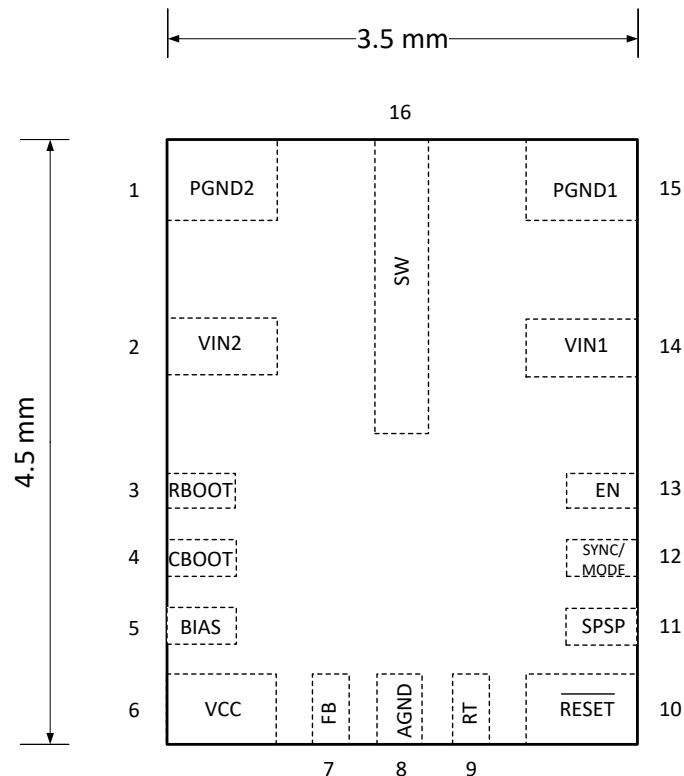 3.5 mm
16
1 PGND2 PGND1 15
SW
2 VIN2 VIN1 14
4.5 mm
3 RBOOT EN 13
4 CBOOT SYNC/
MODE 12
5 BIAS SPSP 11
6 VCC FB AGND RT RESET 10
7 8 9